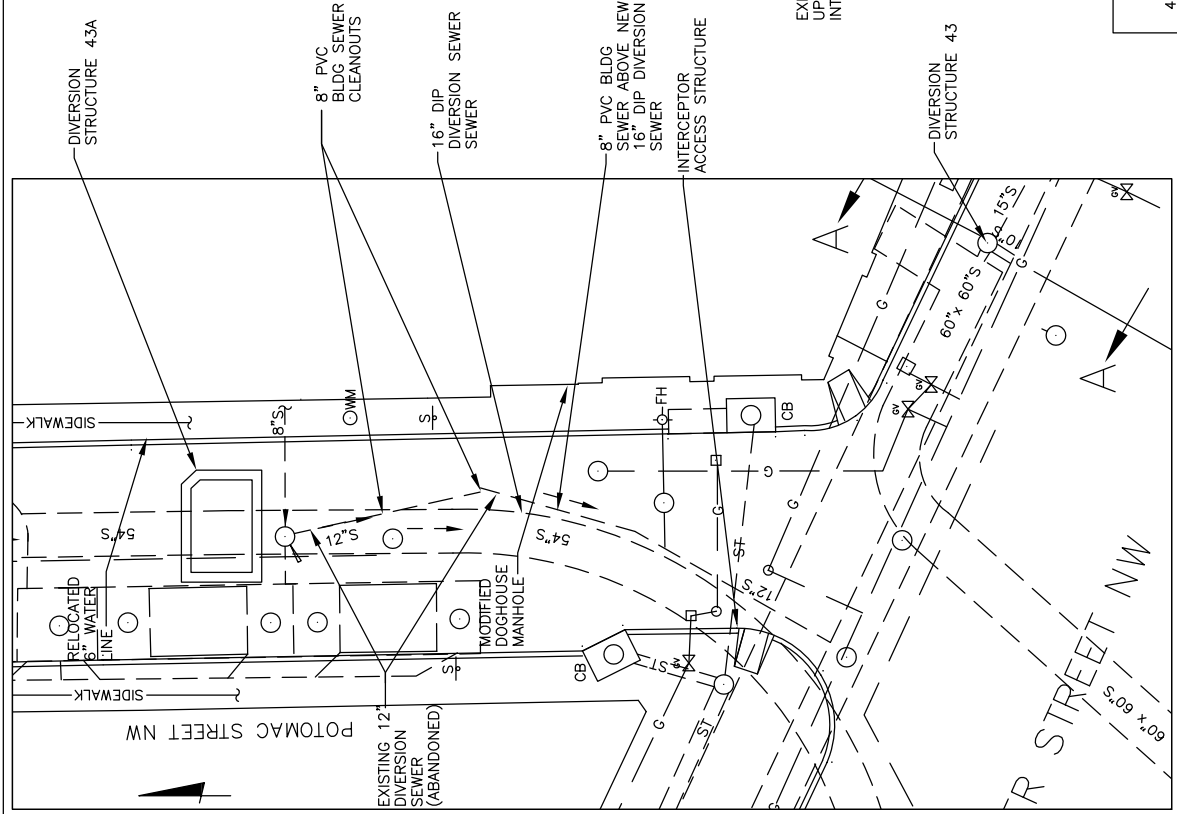 DIVERSION
STRUCTURE 43A
8" PVC
BLDG SEWER
CLEANOUTS
16" DIP
DIVERSION SEWER
SEWER
8" PVC BLDG
SEWER ABOVE NEW
16" DIP DIVERSION
SEWER
INTERCEPTOR
ACCESS STRUCTURE
UP
INT
DIVERSION
STRUCTURE 43
4
SIDEWALK
8"S
WM
S
FH
CB
54"S
12"S
54"S
RELOCATED
6" WATER
LINE
MODIFIED
DOGHOUSE
MANHOLE
SIDEWALK
S
CB
POTOMAC STREET NW
EXISTING 12"
DIVERSION
SEWER
(ABANDONED)
G
G
G
G
G
G
ST
ST
12"S
GV
GV
GV
60"x 60"S
15"S
A
A
R STREET NW
60"x 60"S